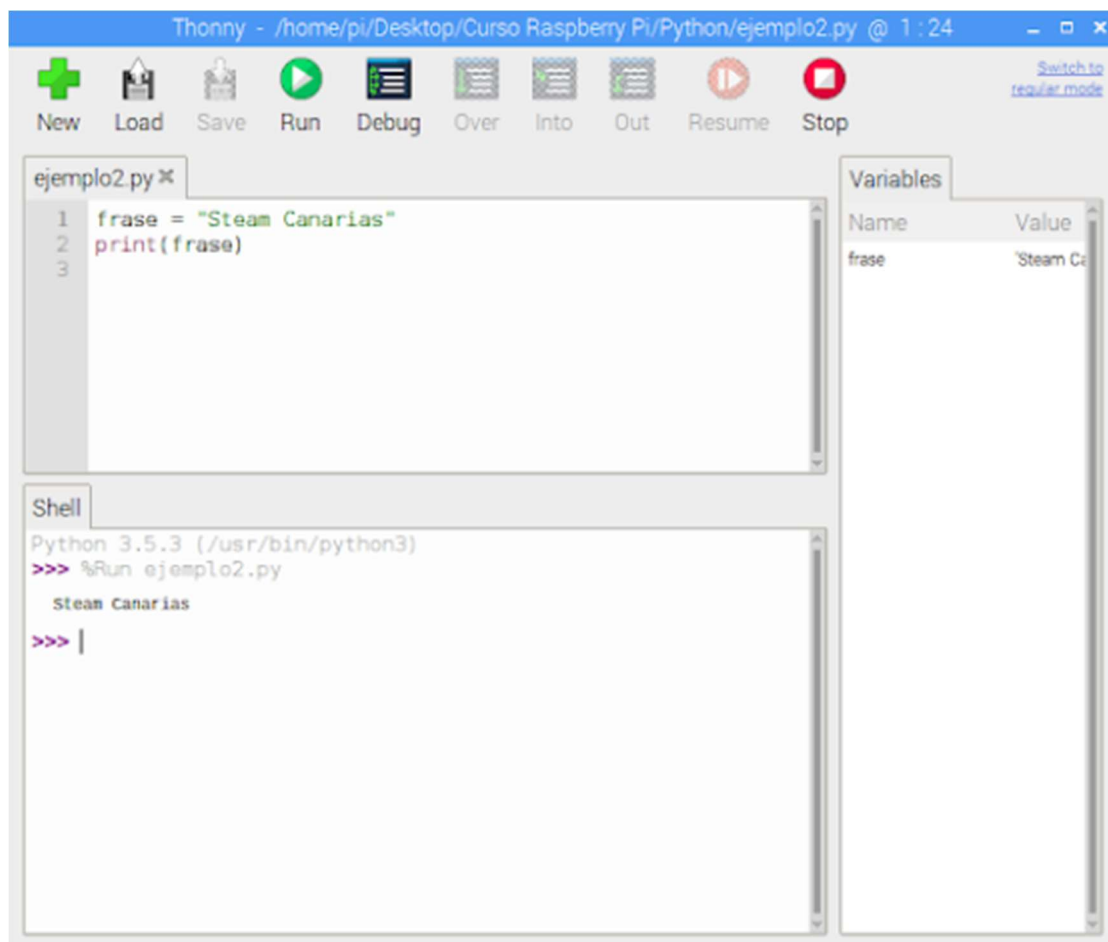 Thonny - /home/pi/Desktop/Curso Raspberry Pi/Python/ejemplo2.py @ 1:24
Switch to
regular mode
New Load Save Run Debug Over Into Out Resume Stop
ejemplo2.py
1 frase = "Steam Canarias"
2 print(frase)
3
Variables
Name Value
frase 'Steam Ca
Shell
Python 3.5.3 (/usr/bin/python3)
>>> %Run ejemplo2.py
Steam Canarias
>>>